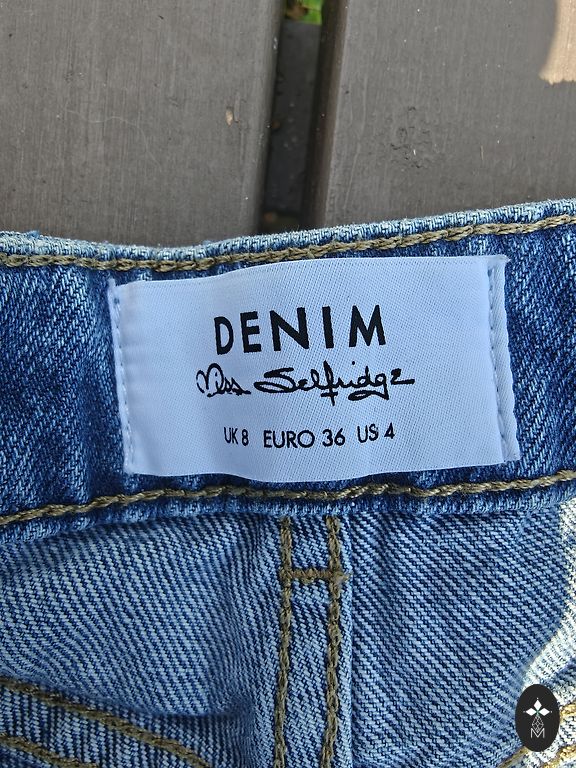 DENIM
Miss Selfridge
UK 8 EURO 36 US 4
M